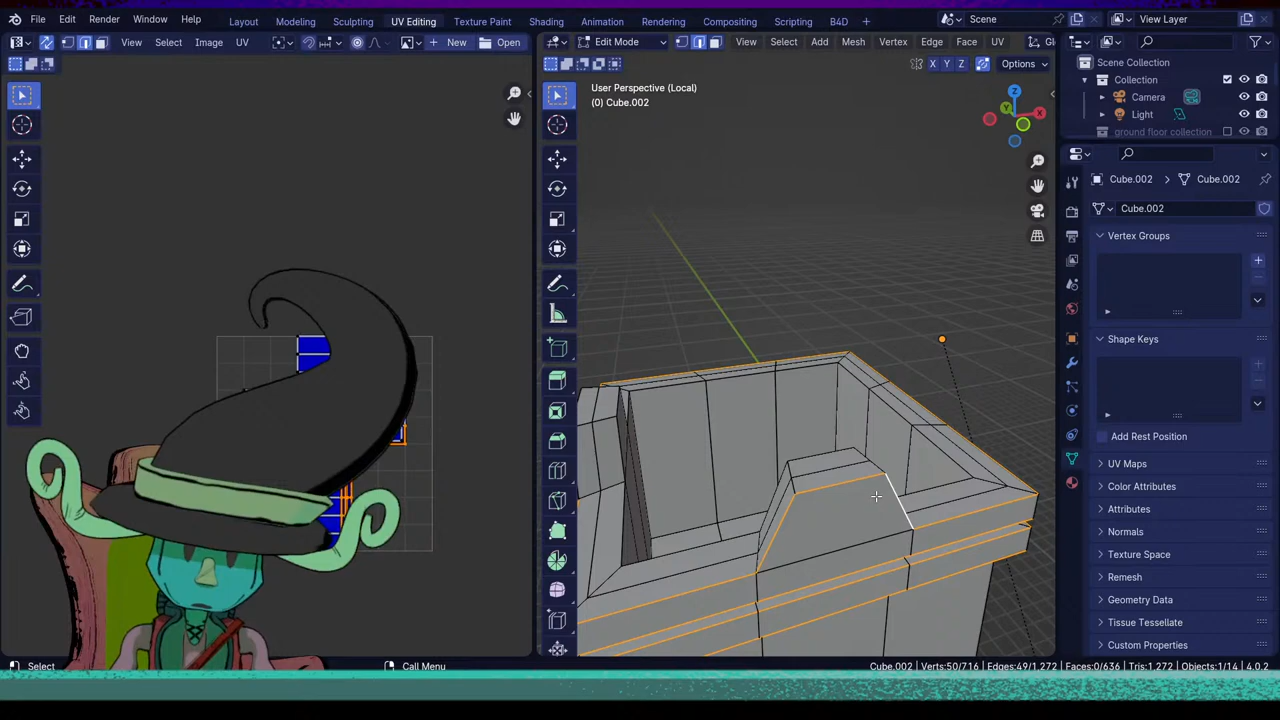 File Edit Render Window Help Layout Modeling Sculpting UV Editing Texture Paint Shading Animation Rendering Compositing Scripting B4D + Scene View Layer
View Select Image UV New Open Edit Mode View Select Add Mesh Vertex Edge Face UV Gl
X Y Z Options
Scene Collection
Collection
Camera
Light
ground floor collection
User Perspective (Local)
(0) Cube.002
Z
Y
X
Cube.002 > Cube.002
Cube.002
Vertex Groups
Shape Keys
Add Rest Position
UV Maps
Color Attributes
Attributes
Normals
Texture Space
Remesh
Geometry Data
Tissue Tessellate
Custom Properties
Select Call Menu Cube.002 | Verts:50/716 | Edges:49/1,272 | Faces:0/636 | Tris:1,272 | Objects:1/14 | 4.0.2